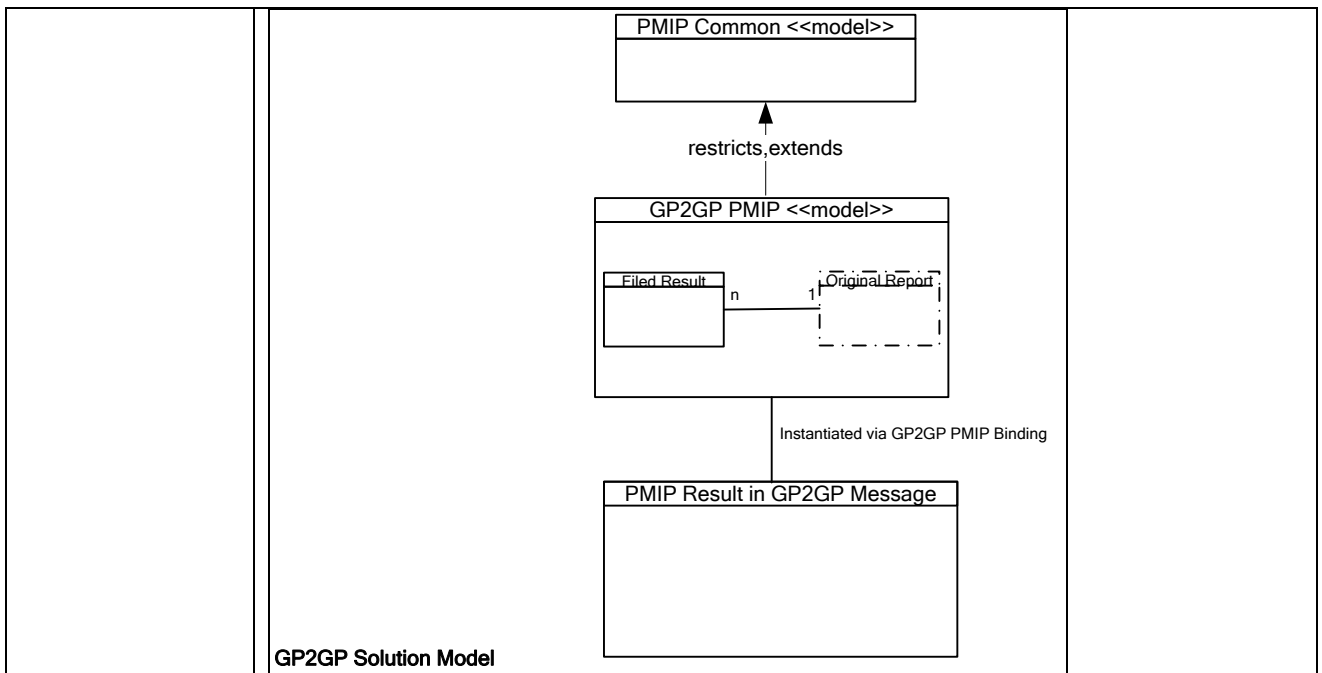 PMIP Common <<model>>
restricts,extends
GP2GP PMIP <<model>>
Filed Result
Original Report
n
1
Instantiated via GP2GP PMIP Binding
PMIP Result in GP2GP Message
GP2GP Solution Model